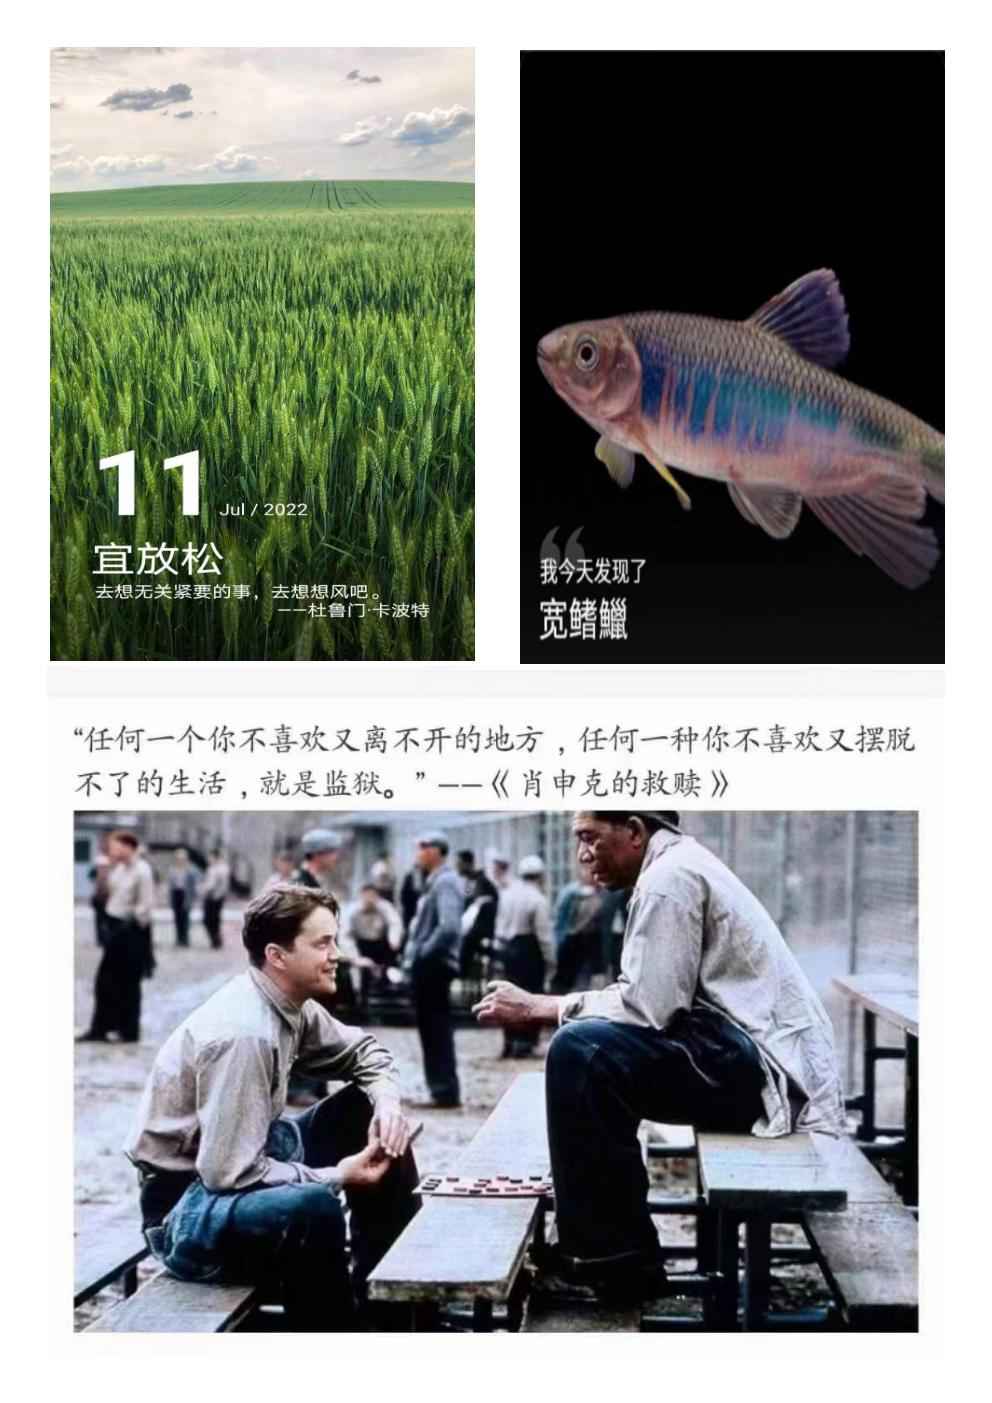 11 Jul / 2022
宜放松
去想无关紧要的事，去想想风吧。
——杜鲁门·卡波特
我今天发现了
宽鳍鱲
“任何一个你不喜欢又离不开的地方，任何一种你不喜欢又摆脱
不了的生活，就是监狱。”——《肖申克的救赎》